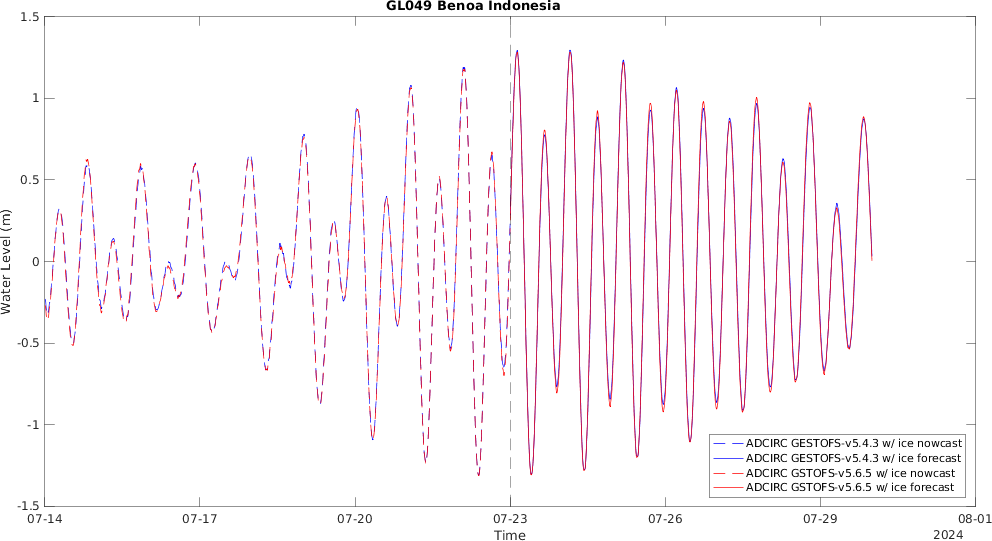 GL049 Benoa Indonesia
1.5
1
0.5
0
-0.5
-1
-1.5
Water Level (m)
ADCIRC GESTOFS-v5.4.3 w/ ice nowcast
ADCIRC GESTOFS-v5.4.3 w/ ice forecast
ADCIRC GSTOFS-v5.6.5 w/ ice nowcast
ADCIRC GSTOFS-v5.6.5 w/ ice forecast
07-14 07-17 07-20 07-23 07-26 07-29 08-01
Time
2024